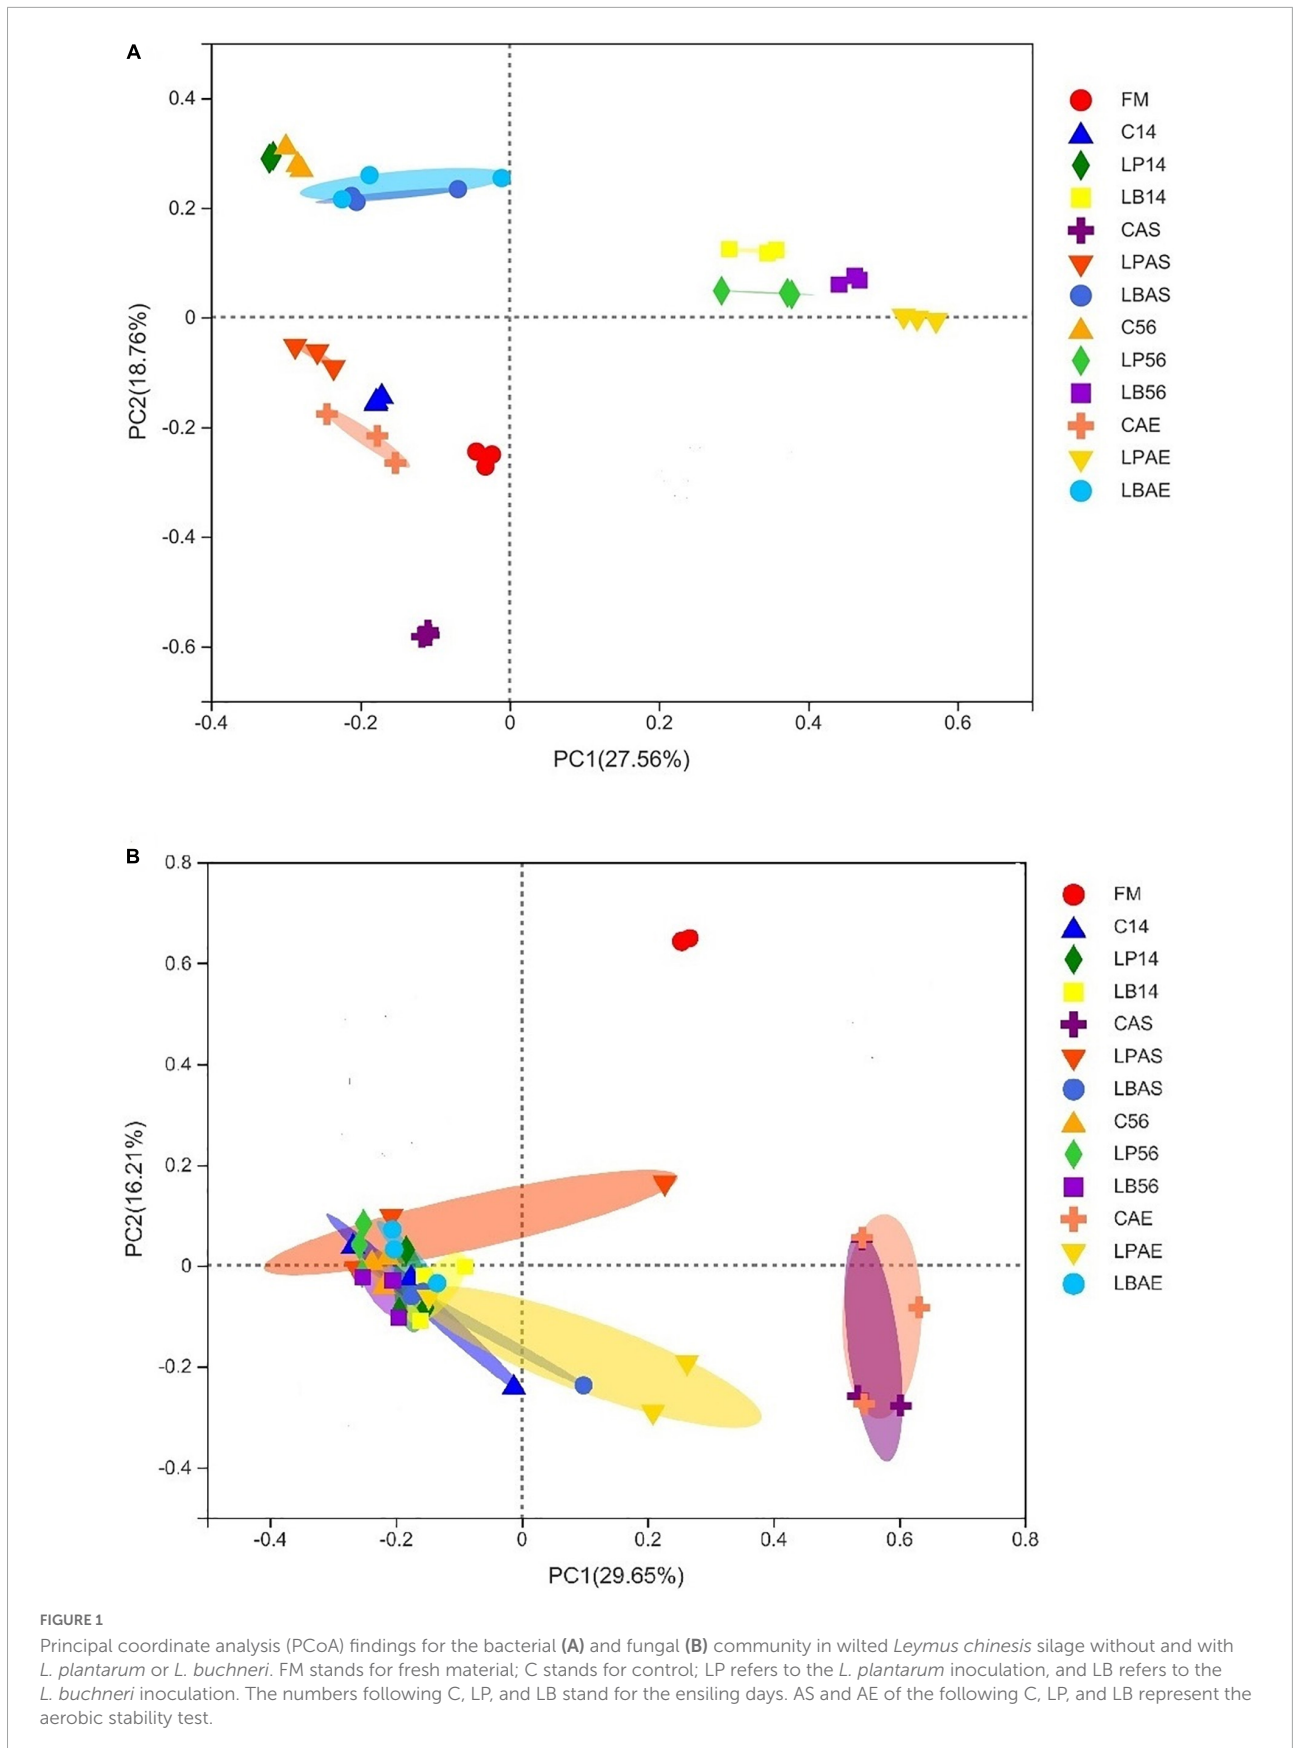 A
0.4
0.2
0
-0.2
-0.4
-0.6
PC2(18.76%)
-0.4
-0.2
0
0.2
0.4
0.6
PC1(27.56%)
FM
C14
LP14
LB14
CAS
LPAS
LBAS
C56
LP56
LB56
CAE
LPAE
LBAE
B
0.8
0.6
0.4
0.2
0
-0.2
-0.4
PC2(16.21%)
-0.4
-0.2
0
0.2
0.4
0.6
0.8
PC1(29.65%)
FM
C14
LP14
LB14
CAS
LPAS
LBAS
C56
LP56
LB56
CAE
LPAE
LBAE
FIGURE 1
Principal coordinate analysis (PCoA) findings for the bacterial (A) and fungal (B) community in wilted Leymus chinesis silage without and with
L. plantarum or L. buchneri. FM stands for fresh material; C stands for control; LP refers to the L. plantarum inoculation, and LB refers to the
L. buchneri inoculation. The numbers following C, LP, and LB stand for the ensiling days. AS and AE of the following C, LP, and LB represent the
aerobic stability test.